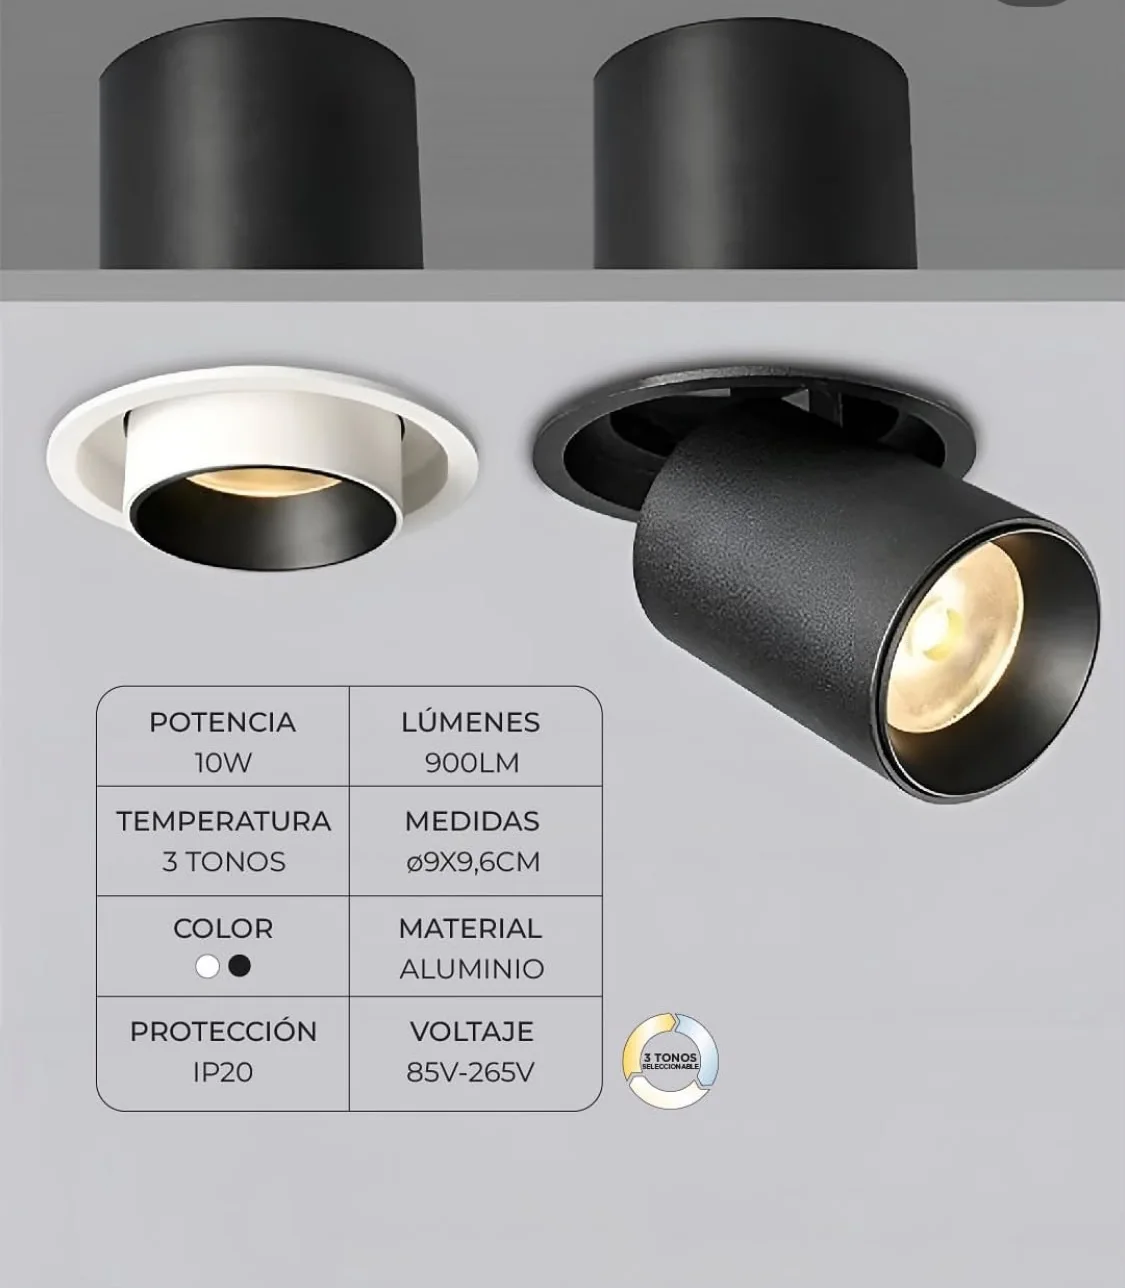 POTENCIA
10W
LÚMENES
900LM
TEMPERATURA
3 TONOS
MEDIDAS
ø9X9,6CM
COLOR
MATERIAL
ALUMINIO
PROTECCIÓN
IP20
VOLTAJE
85V-265V
3 TONOS
SELECCIONABLE